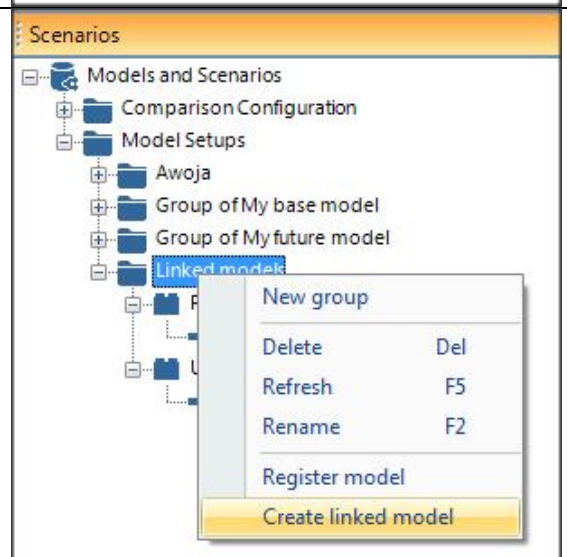 Scenarios
Models and Scenarios
Comparison Configuration
Model Setups
Awoja
Group of My base model
Group of My future model
Linked models
New group
Delete Del
Refresh F5
Rename F2
Register model
Create linked model